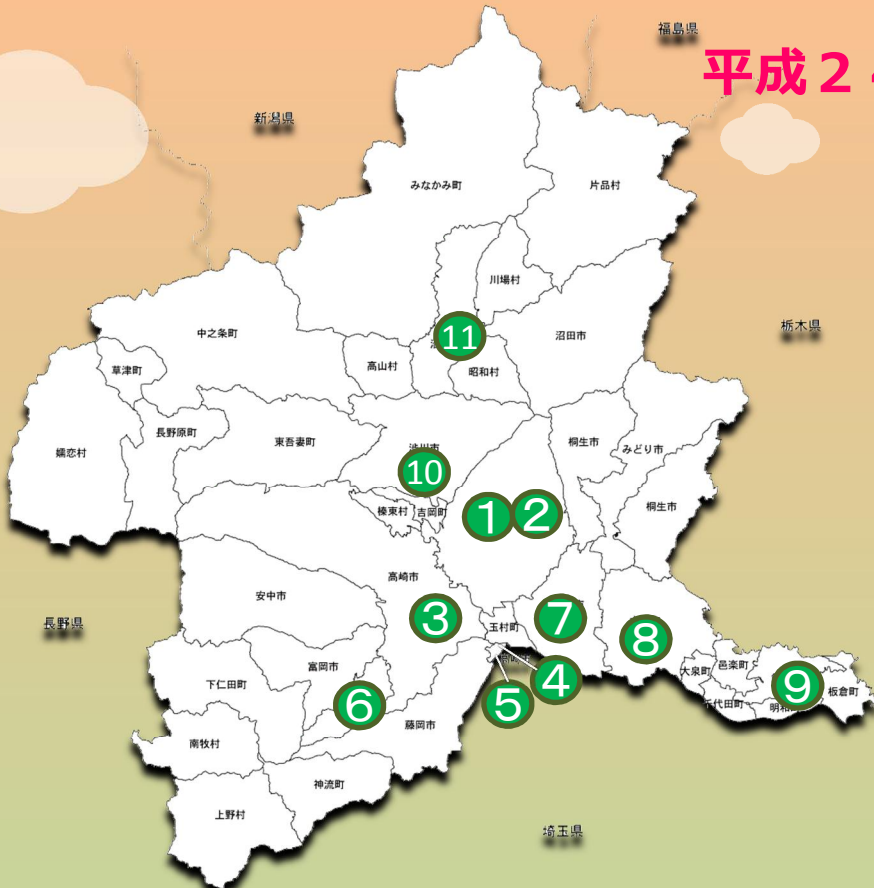 福島県
平成２４
新潟県
みなかみ町
片品村
川場村
栃木県
中之条町
沼田市
11
高山村
昭和村
草津町
長野原町
東吾妻町
桐生市
みどり市
嬬恋村
渋川市
10
桐生市
榛東村
吉岡町
1
2
高崎市
安中市
長野県
3
玉村町
7
8
富岡市
大泉町
邑楽町
下仁田町
4
9
板倉町
6
5
千代田町
明和
藤岡市
南牧村
神流町
上野村
埼玉県